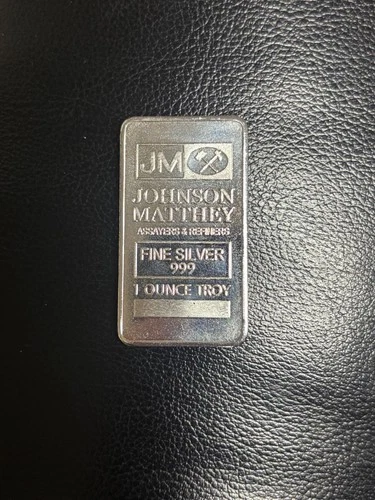 JM
JOHNSON
MATTHEY
ASSAYERS & REFINERS
FINE SILVER
999
1 OUNCE TROY